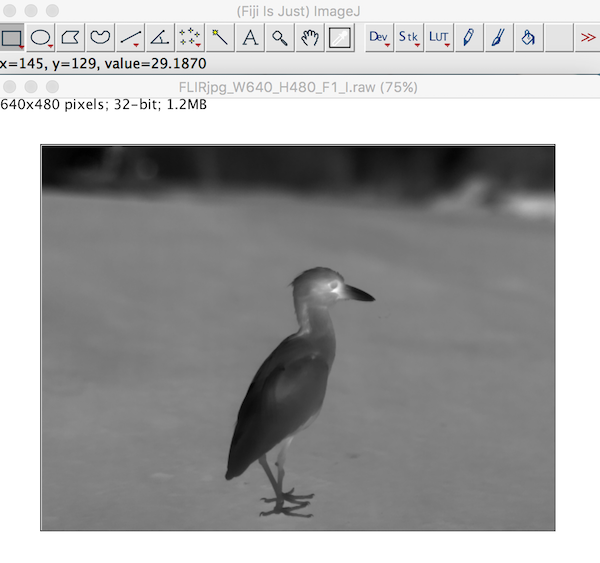 (Fiji Is Just) ImageJ
A Dev Stk LUT >>
x=145, y=129, value=29.1870
FLIRjpg_W640_H480_F1_I.raw (75%)
640x480 pixels; 32-bit; 1.2MB